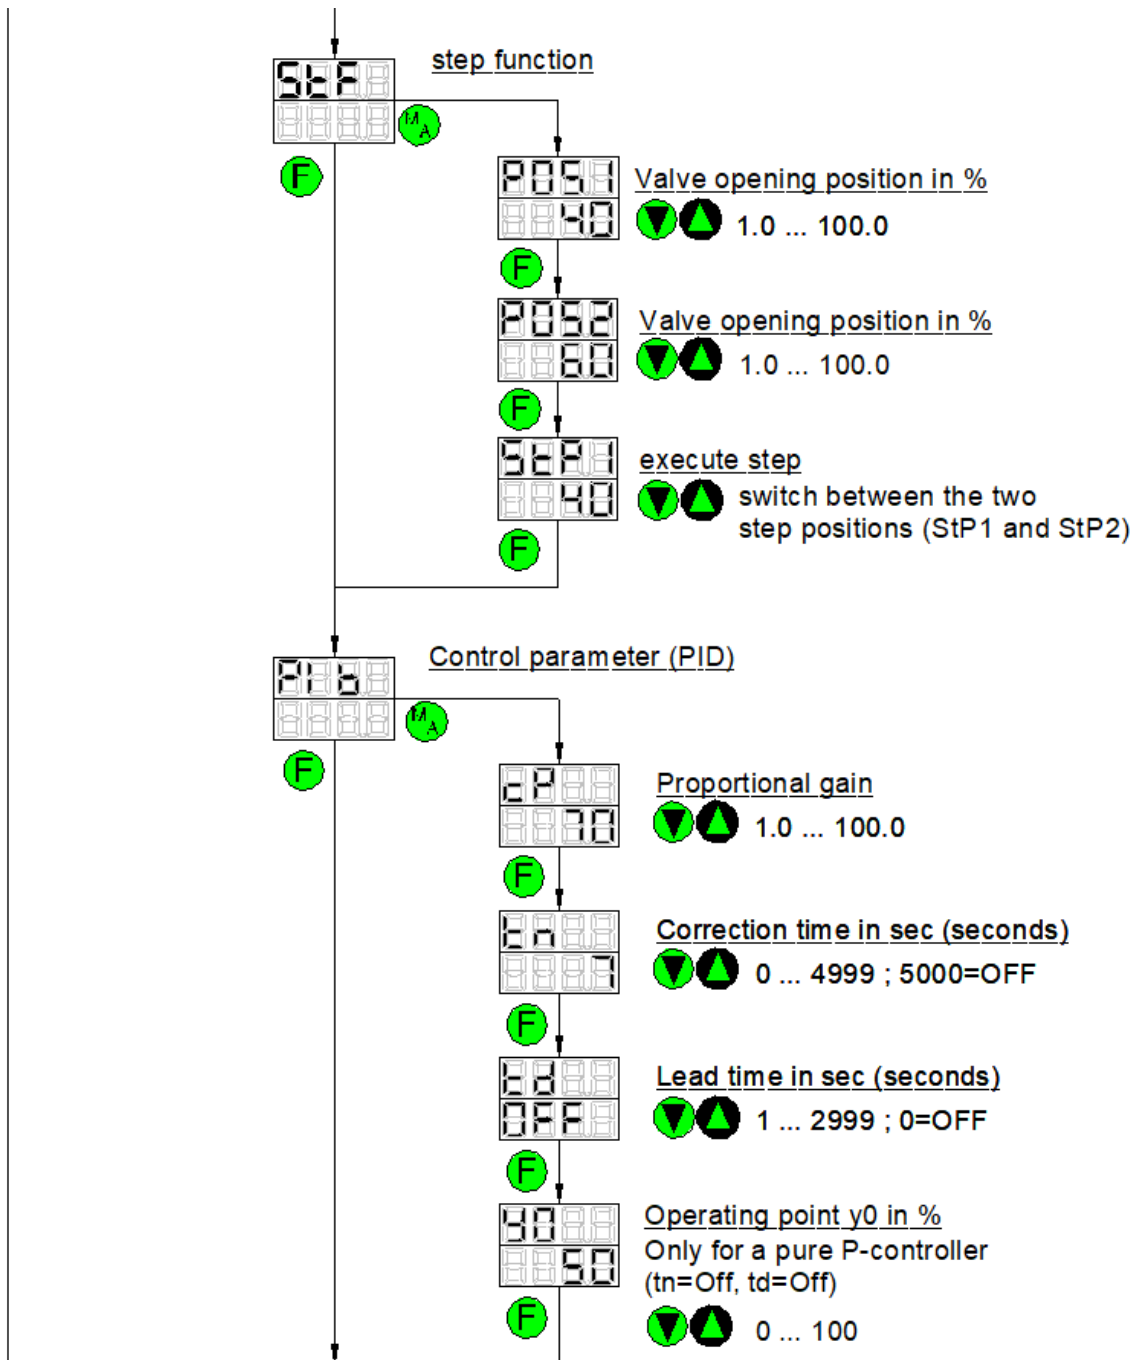 StF
step function
M A
F
POS1
40
Valve opening position in %
1.0 ... 100.0
F
POS2
60
Valve opening position in %
1.0 ... 100.0
F
StP1
40
execute step
switch between the two
step positions (StP1 and StP2)
F
PIb
Control parameter (PID)
M A
F
cP
70
Proportional gain
1.0 ... 100.0
F
tn
7
Correction time in sec (seconds)
0 ... 4999 ; 5000=OFF
F
td
OFF
Lead time in sec (seconds)
1 ... 2999 ; 0=OFF
F
y0
50
Operating point y0 in %
Only for a pure P-controller
(tn=Off, td=Off)
0 ... 100
F